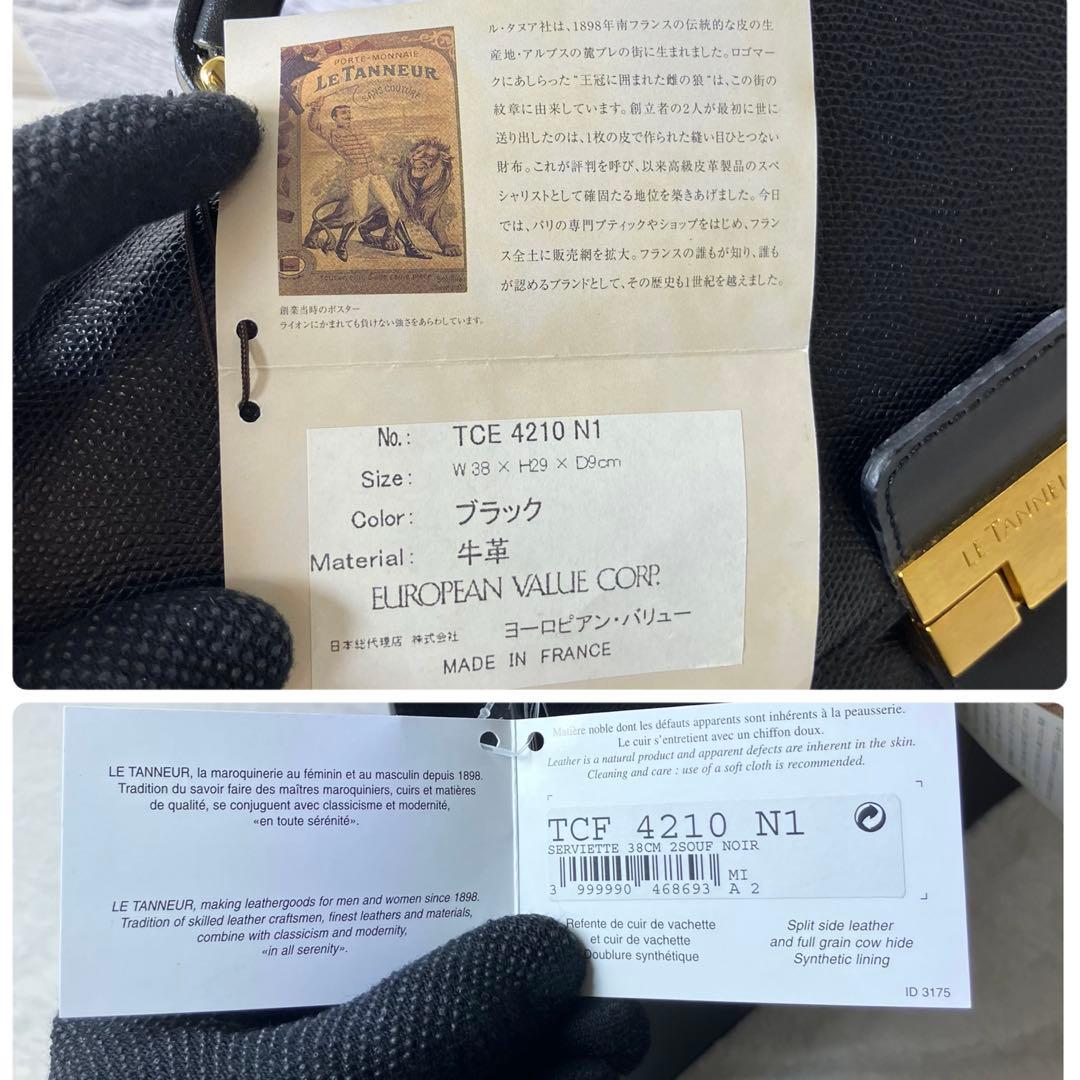 PORTE-MONNAIE
LE TANNEUR
SANS COUTURE
ル・タヌア社は、1898年南フランスの伝統的な皮の生
産地・アルプスの麓ブレの街に生まれました。ロゴマー
クにあしらった“王冠に囲まれた雌の狼”は、この街の
紋章に由来しています。創立者の2人が最初に世に
送り出したのは、1枚の皮で作られた縫い目ひとつない
財布。これが評判を呼び、以来高級皮革製品のスペ
シャリストとして確固たる地位を築きあげました。今日
では、パリの専門ブティックやショップをはじめ、フラン
ス全土に販売網を拡大。フランスの誰もが知り、誰も
が認めるブランドとして、その歴史も1世紀を越えました。
創業当時のポスター
ライオンにかまれても負けない強さをあらわしています。
No.: TCE 4210 N1
Size: W 38 × H29 × D9cm
Color: ブラック
Material: 牛革
EUROPEAN VALUE CORP.
日本総代理店 株式会社 ヨーロピアン・バリュー
MADE IN FRANCE
LE TANNEUR
LE TANNEUR, la maroquinerie au féminin et au masculin depuis 1898.
Tradition du savoir faire des maîtres maroquiniers, cuirs et matières
de qualité, se conjuguent avec classicisme et modernité,
«en toute sérénité».
LE TANNEUR, making leathergoods for men and women since 1898.
Tradition of skilled leather craftsmen, finest leathers and materials,
combine with classicism and modernity,
«in all serenity».
Matière noble dont les défauts apparents sont inhérents à la peausserie.
Le cuir s'entretient avec un chiffon doux.
Leather is a natural product and apparent defects are inherent in the skin.
Cleaning and care : use of a soft cloth is recommended.
TCF 4210 N1
SERVIETTE 38CM 2SOUF NOIR
3 999990 468693
MI
A 2
Refente de cuir de vachette
et cuir de vachette
Doublure synthétique
Split side leather
and full grain cow hide
Synthetic lining
ID 3175